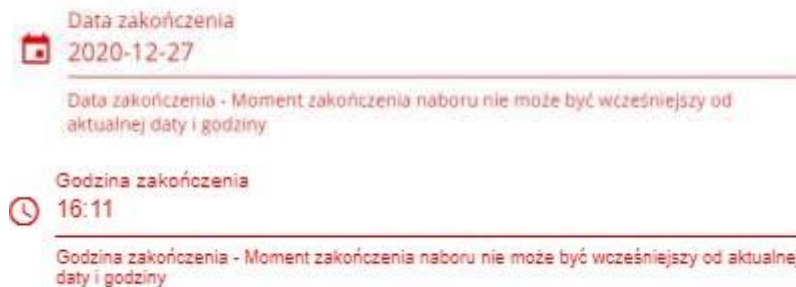 Data zakończenia
2020-12-27
Data zakończenia - Moment zakończenia naboru nie może być wcześniejszy od
aktualnej daty i godziny
Godzina zakończenia
16:11
Godzina zakończenia - Moment zakończenia naboru nie może być wcześniejszy od aktualnej
daty i godziny